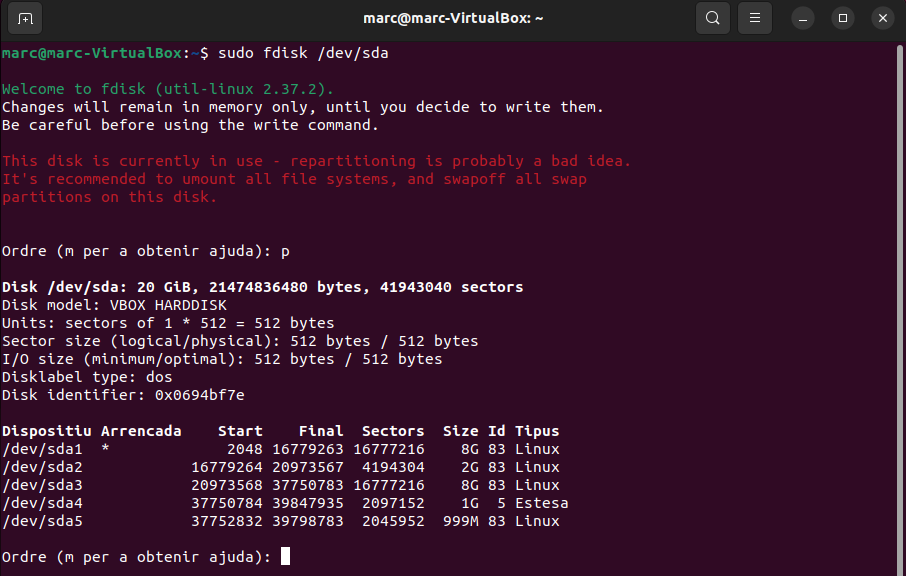 marc@marc-VirtualBox: ~
marc@marc-VirtualBox:~$ sudo fdisk /dev/sda
Welcome to fdisk (util-linux 2.37.2).
Changes will remain in memory only, until you decide to write them.
Be careful before using the write command.
This disk is currently in use - repartitioning is probably a bad idea.
It's recommended to umount all file systems, and swapoff all swap
partitions on this disk.
Ordre (m per a obtenir ajuda): p
Disk /dev/sda: 20 GiB, 21474836480 bytes, 41943040 sectors
Disk model: VBOX HARDDISK
Units: sectors of 1 * 512 = 512 bytes
Sector size (logical/physical): 512 bytes / 512 bytes
I/O size (minimum/optimal): 512 bytes / 512 bytes
Disklabel type: dos
Disk identifier: 0x0694bf7e
Dispositiu Arrencada    Start    Final  Sectors  Size Id Tipus
/dev/sda1  *             2048 16779263 16777216    8G 83 Linux
/dev/sda2            16779264 20973567  4194304    2G 83 Linux
/dev/sda3            20973568 37750783 16777216    8G 83 Linux
/dev/sda4            37750784 39847935  2097152    1G  5 Estesa
/dev/sda5            37752832 39798783  2045952  999M 83 Linux
Ordre (m per a obtenir ajuda):